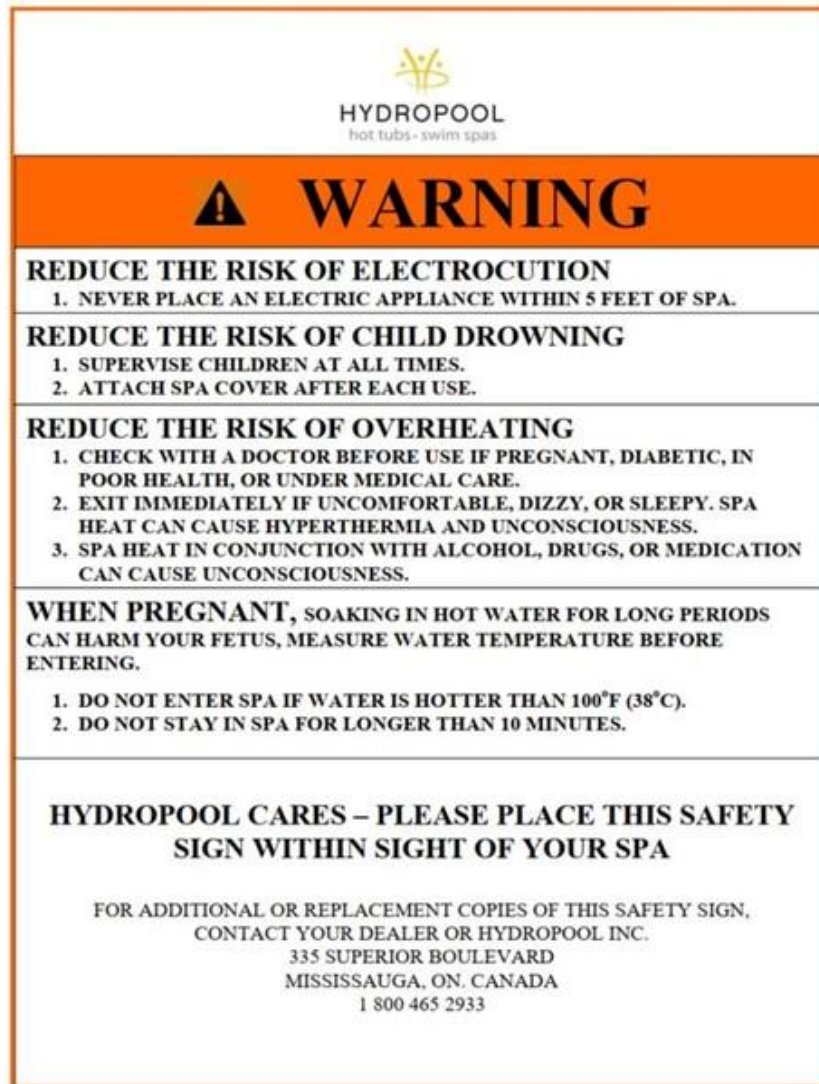 HYDROPOOL
hot tubs - swim spas
WARNING
REDUCE THE RISK OF ELECTROCUTION
1. NEVER PLACE AN ELECTRIC APPLIANCE WITHIN 5 FEET OF SPA.
REDUCE THE RISK OF CHILD DROWNING
1. SUPERVISE CHILDREN AT ALL TIMES.
2. ATTACH SPA COVER AFTER EACH USE.
REDUCE THE RISK OF OVERHEATING
1. CHECK WITH A DOCTOR BEFORE USE IF PREGNANT, DIABETIC, IN
POOR HEALTH, OR UNDER MEDICAL CARE.
2. EXIT IMMEDIATELY IF UNCOMFORTABLE, DIZZY, OR SLEEPY. SPA
HEAT CAN CAUSE HYPERTHERMIA AND UNCONSCIOUSNESS.
3. SPA HEAT IN CONJUNCTION WITH ALCOHOL, DRUGS, OR MEDICATION
CAN CAUSE UNCONSCIOUSNESS.
WHEN PREGNANT, SOAKING IN HOT WATER FOR LONG PERIODS
CAN HARM YOUR FETUS, MEASURE WATER TEMPERATURE BEFORE
ENTERING.
1. DO NOT ENTER SPA IF WATER IS HOTTER THAN 100°F (38°C).
2. DO NOT STAY IN SPA FOR LONGER THAN 10 MINUTES.
HYDROPOOL CARES – PLEASE PLACE THIS SAFETY
SIGN WITHIN SIGHT OF YOUR SPA
FOR ADDITIONAL OR REPLACEMENT COPIES OF THIS SAFETY SIGN,
CONTACT YOUR DEALER OR HYDROPOOL INC.
335 SUPERIOR BOULEVARD
MISSISSAUGA, ON. CANADA
1 800 465 2933